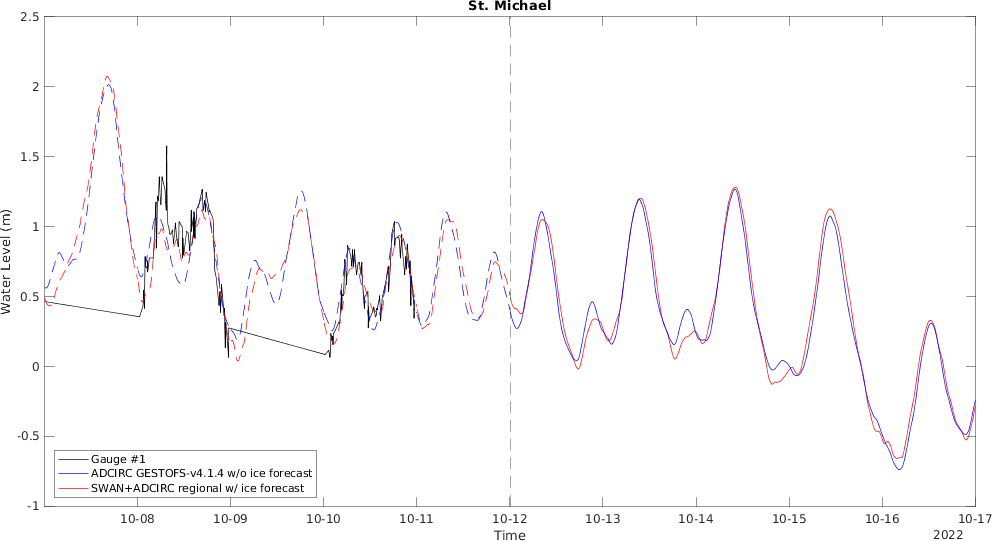 St. Michael
2.5
2
1.5
1
0.5
0
-0.5
-1
Water Level (m)
Gauge #1
ADCIRC GESTOFS-v4.1.4 w/o ice forecast
SWAN+ADCIRC regional w/ ice forecast
10-08 10-09 10-10 10-11 10-12 10-13 10-14 10-15 10-16 10-17
Time
2022